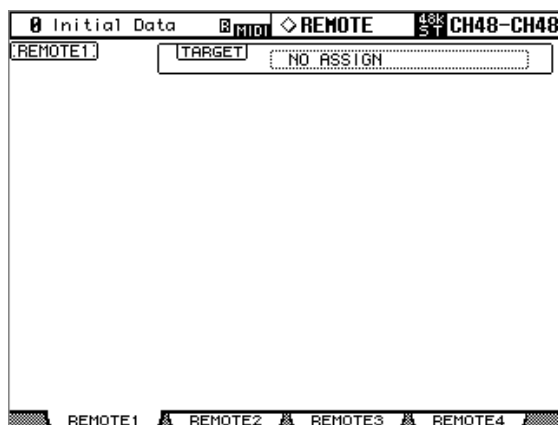 0 Initial Data MIDI ◇REMOTE 48k ST CH48-CH48
REMOTE1 TARGET NO ASSIGN
REMOTE1 REMOTE2 REMOTE3 REMOTE4